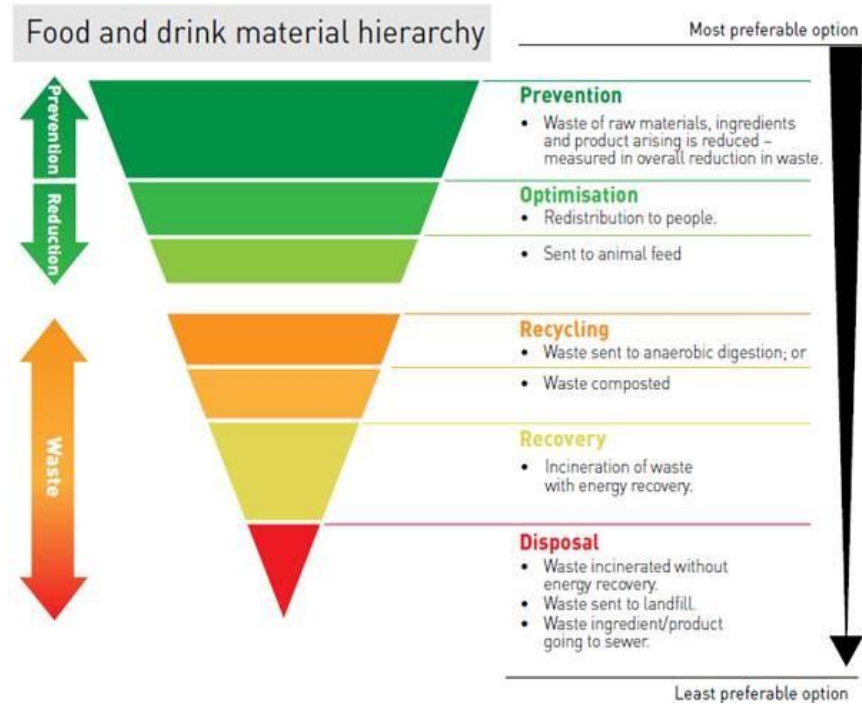 Food and drink material hierarchy
Most preferable option
Prevention
Reduction
Waste
Prevention
• Waste of raw materials, ingredients
and product arising is reduced –
measured in overall reduction in waste.
Optimisation
• Redistribution to people.
• Sent to animal feed
Recycling
• Waste sent to anaerobic digestion; or
• Waste composted
Recovery
• Incineration of waste
with energy recovery.
Disposal
• Waste incinerated without
energy recovery.
• Waste sent to landfill.
• Waste ingredient/product
going to sewer.
Least preferable option